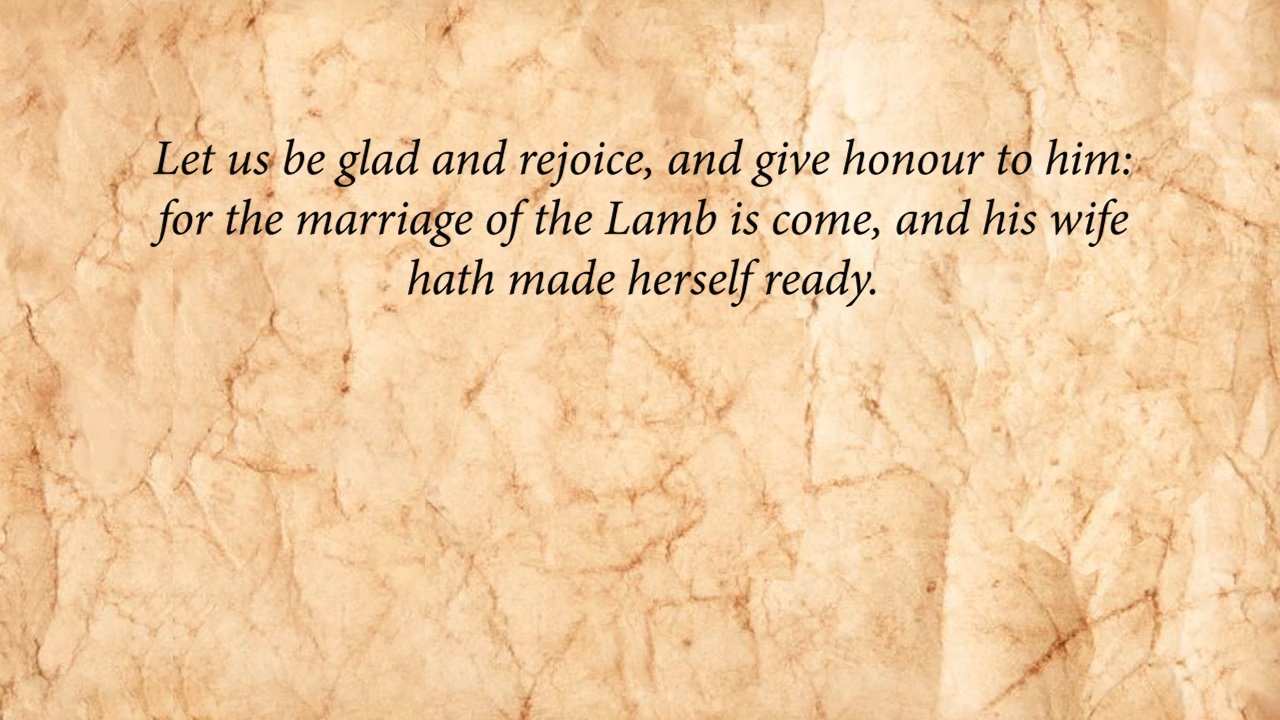 Let us be glad and rejoice, and give honour to him:
for the marriage of the Lamb is come, and his wife
hath made herself ready.